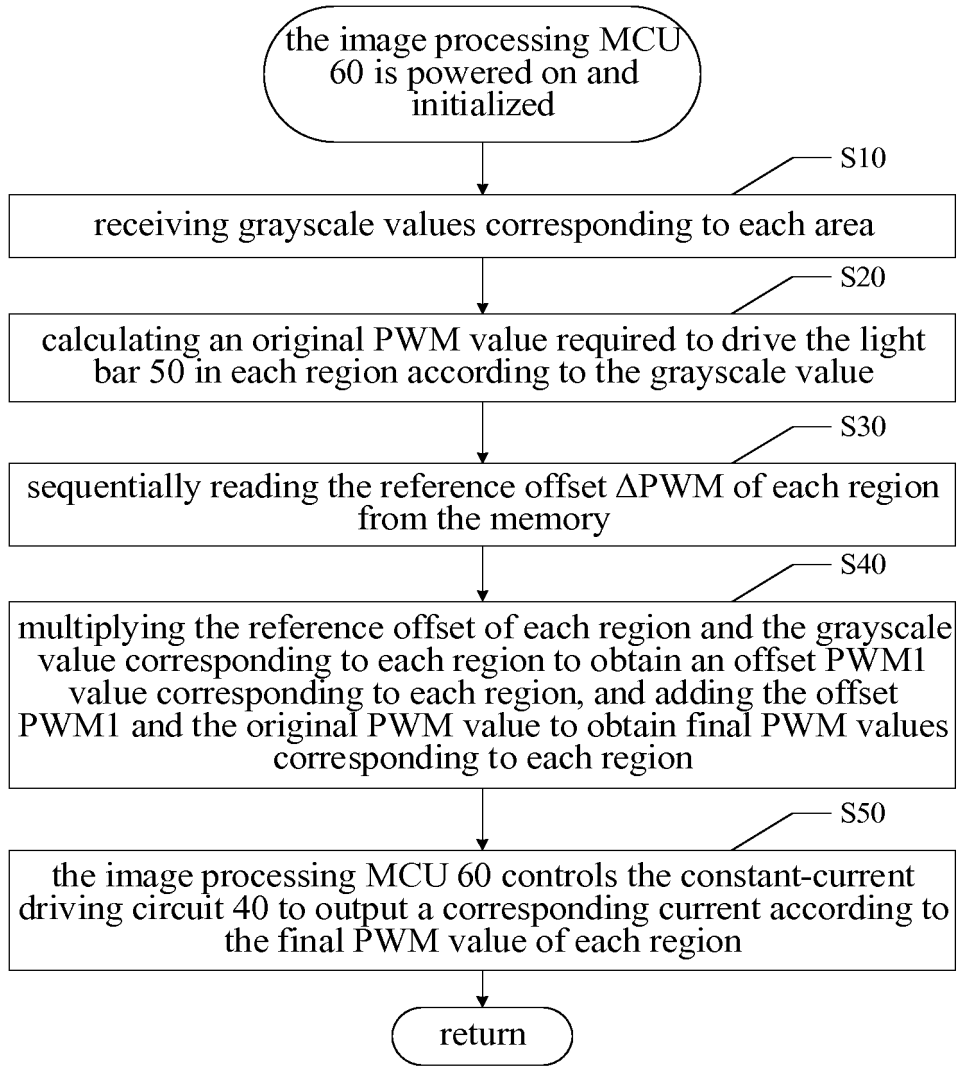 the image processing MCU
60 is powered on and
initialized
S10
receiving grayscale values corresponding to each area
S20
calculating an original PWM value required to drive the light
bar 50 in each region according to the grayscale value
S30
sequentially reading the reference offset ΔPWM of each region
from the memory
S40
multiplying the reference offset of each region and the grayscale
value corresponding to each region to obtain an offset PWM1
value corresponding to each region, and adding the offset
PWM1 and the original PWM value to obtain final PWM values
corresponding to each region
S50
the image processing MCU 60 controls the constant-current
driving circuit 40 to output a corresponding current according to
the final PWM value of each region
return